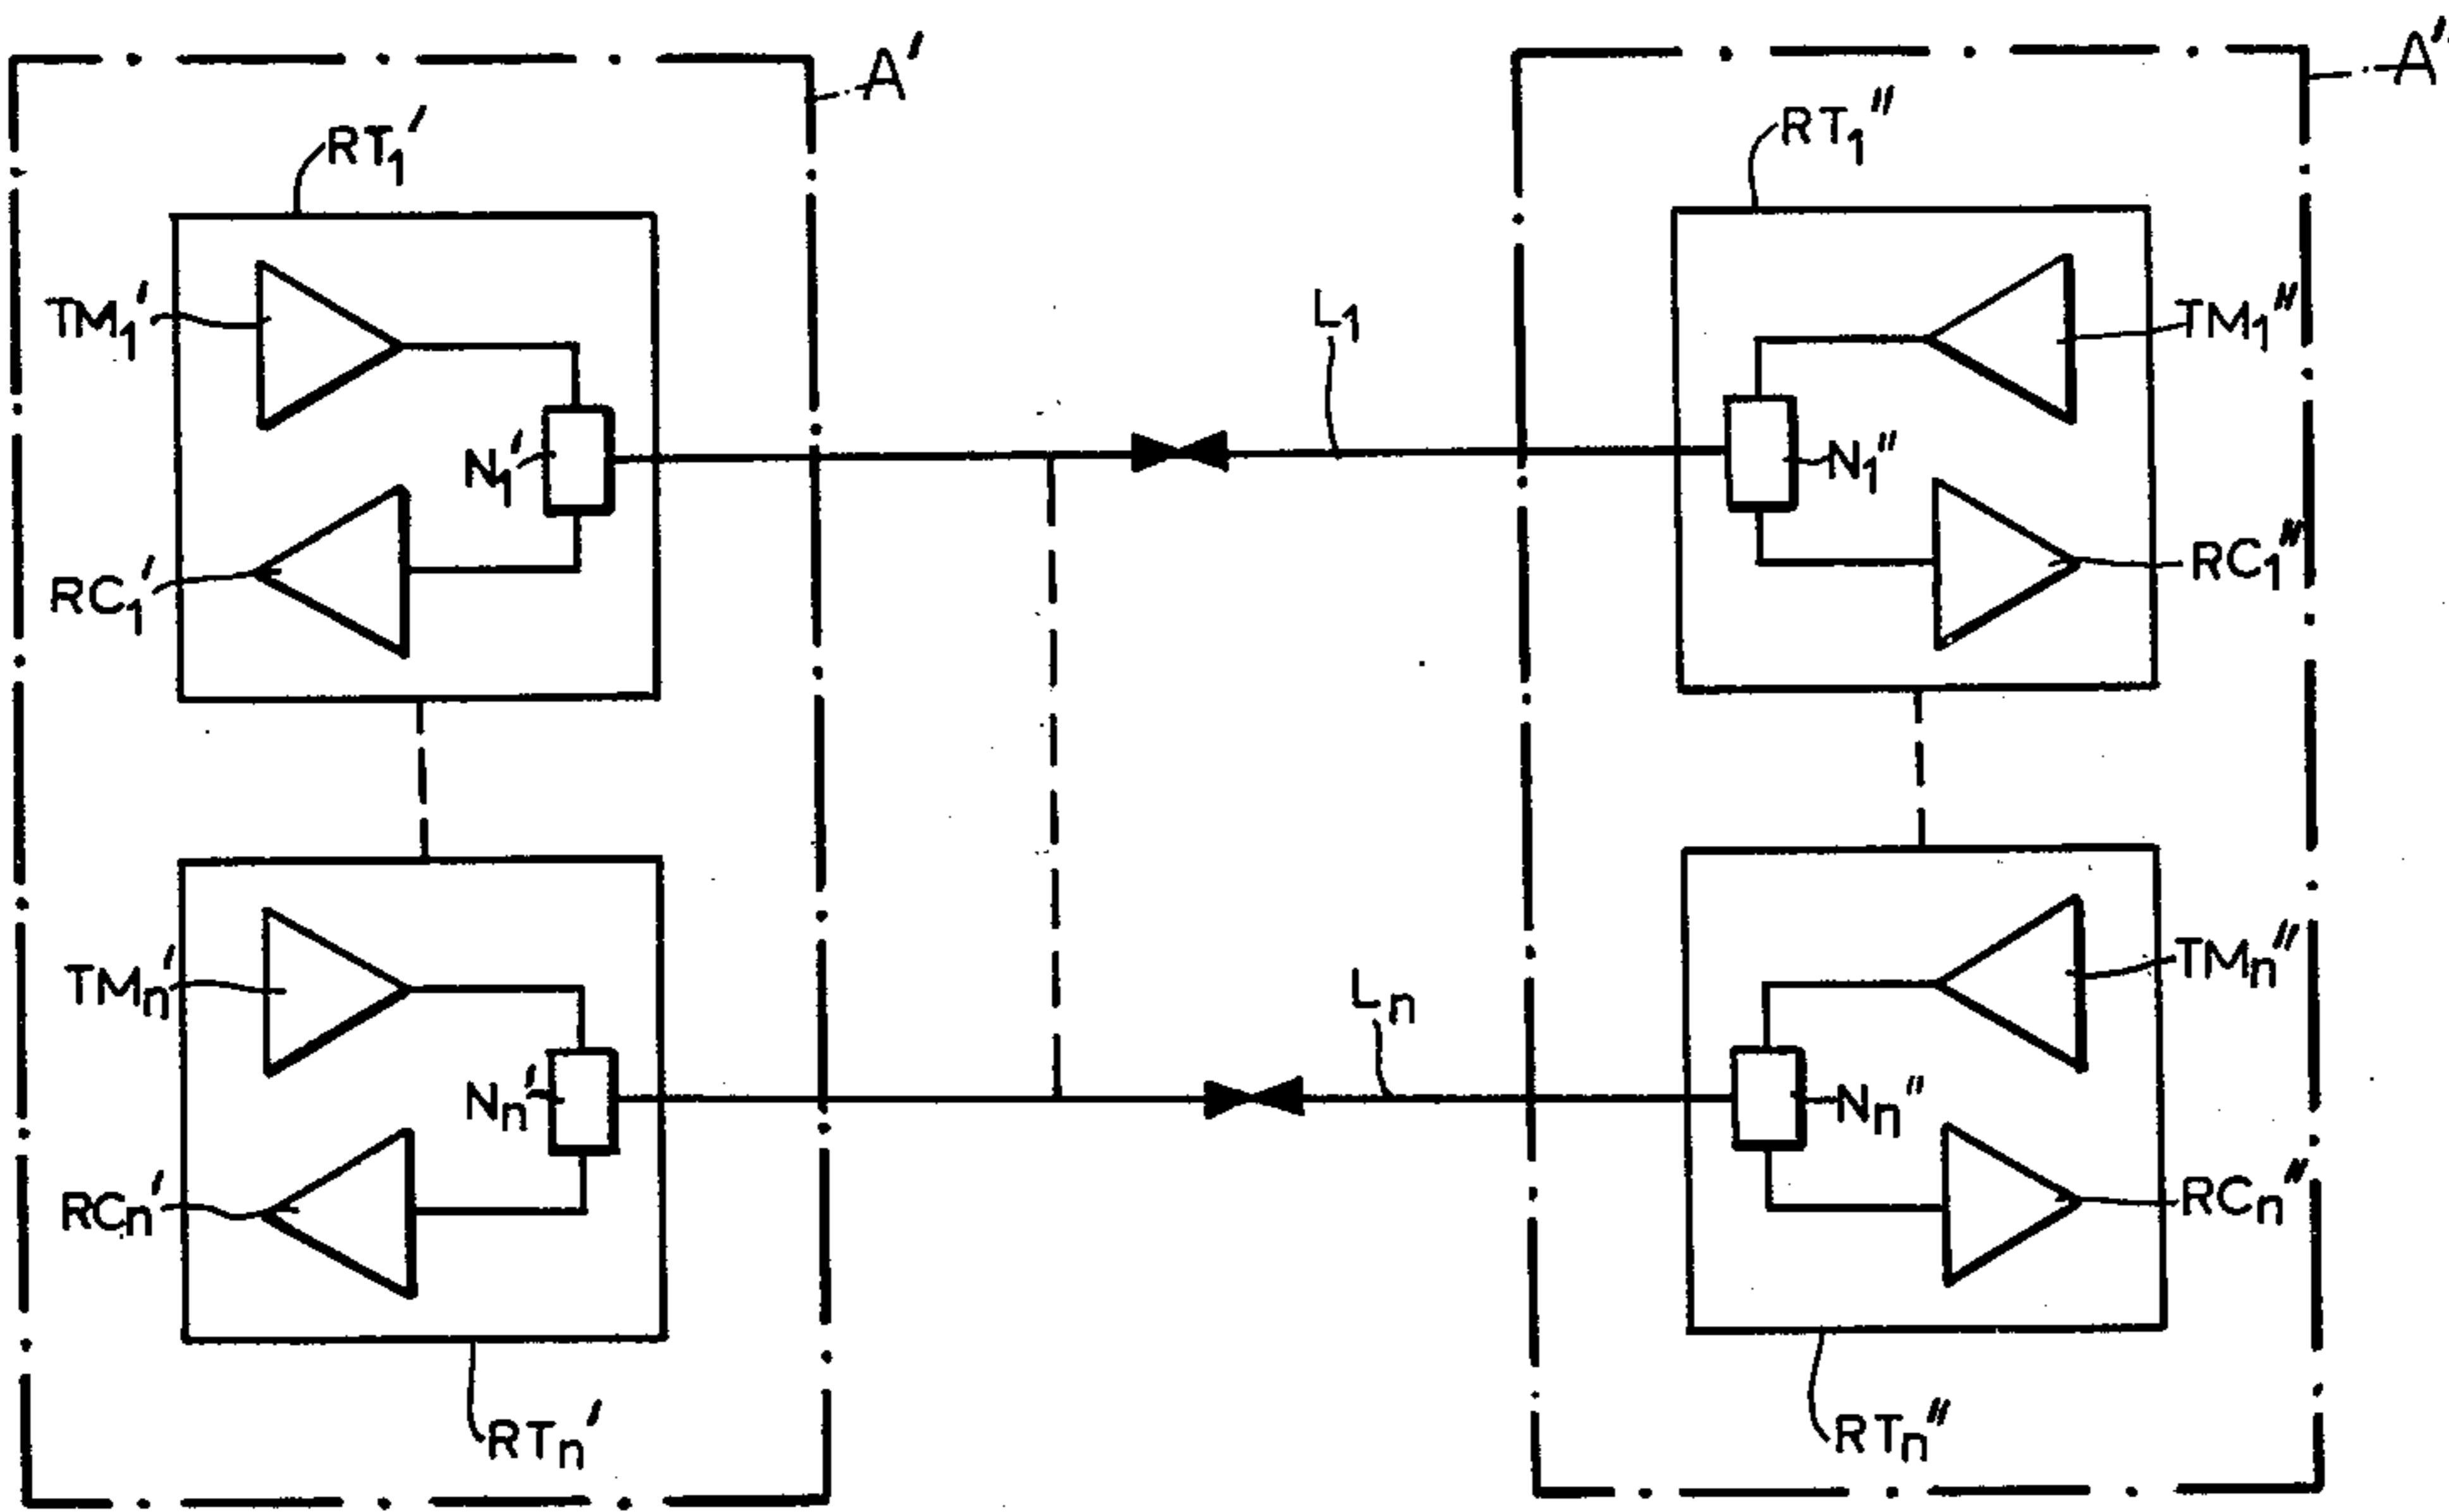 A'
A'
RT1'
RT1"
TM1'
L1
TM1"
N1'
N1"
RC1'
RC1"
TMn'
Ln
TMn"
Nn'
Nn"
RCn'
RCn"
RTn'
RTn"